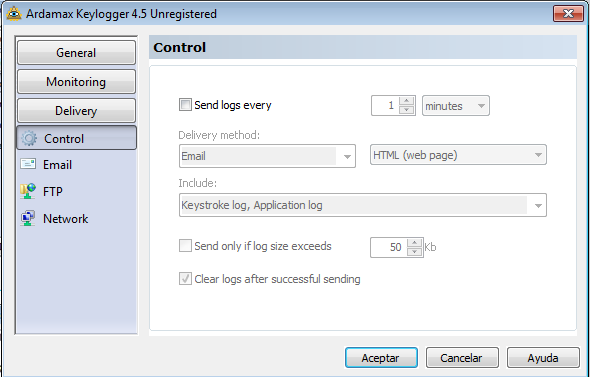 Ardamax Keylogger 4.5 Unregistered
General
Monitoring
Delivery
Control
Email
FTP
Network
Control
Send logs every 1 minutes
Delivery method:
Email HTML (web page)
Include:
Keystroke log, Application log
Send only if log size exceeds 50 Kb
Clear logs after successful sending
Aceptar Cancelar Ayuda